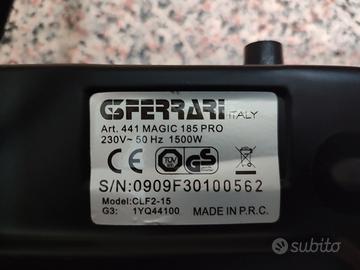 G3FERRARI ITALY
Art. 441 MAGIC 185 PRO
230V~ 50 Hz 1500W
CE TÜV GS
S/N:0909F30100562
Model:CLF2-15
G3: 1YQ44100 MADE IN P.R.C.
subito